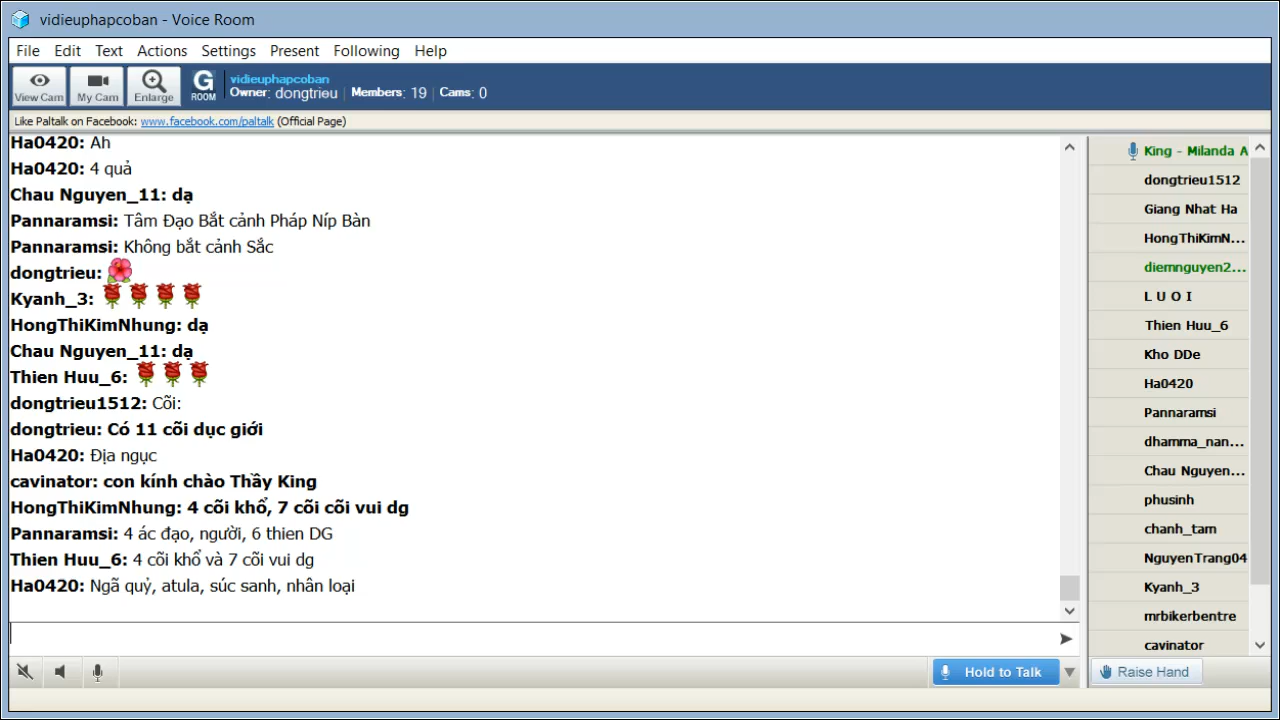 vidieuphapcoban - Voice Room
File Edit Text Actions Settings Present Following Help
View Cam My Cam Enlarge G ROOM
vidieuphapcoban
Owner: dongtrieu | Members: 19 | Cams: 0
Like Paltalk on Facebook: www.facebook.com/paltalk (Official Page)
Ha0420: Ah
Ha0420: 4 quả
Chau Nguyen_11: dạ
Pannaramsi: Tâm Đạo Bắt cảnh Pháp Níp Bàn
Pannaramsi: Không bắt cảnh Sắc
dongtrieu:
Kyanh_3:
HongThiKimNhung: dạ
Chau Nguyen_11: dạ
Thien Huu_6:
dongtrieu1512: Cõi:
dongtrieu: Có 11 cõi dục giới
Ha0420: Địa ngục
cavinator: con kính chào Thầy King
HongThiKimNhung: 4 cõi khổ, 7 cõi cõi vui dg
Pannaramsi: 4 ác đạo, người, 6 thien DG
Thien Huu_6: 4 cõi khổ và 7 cõi vui dg
Ha0420: Ngã quỷ, atula, súc sanh, nhân loại
Hold to Talk
King - Milanda A
dongtrieu1512
Giang Nhat Ha
HongThiKimN...
diemnguyen2...
L U O I
Thien Huu_6
Kho DDe
Ha0420
Pannaramsi
dhamma_nan...
Chau Nguyen...
phusinh
chanh_tam
NguyenTrang04
Kyanh_3
mrbikerbentre
cavinator
Raise Hand